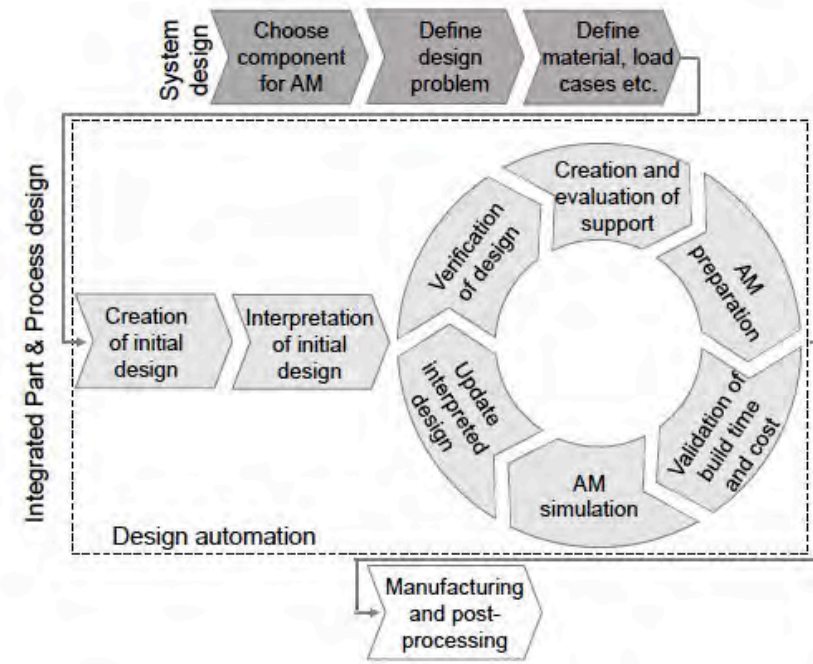 System
design
Choose
component
for AM
Define
design
problem
Define
material, load
cases etc.
Integrated Part & Process design
Creation
of initial
design
Interpretation
of initial
design
Verification
of design
Creation and
evaluation of
support
AM
preparation
Validation of
build time
and cost
AM
simulation
Update
interpreted
design
Design automation
Manufacturing
and post-
processing